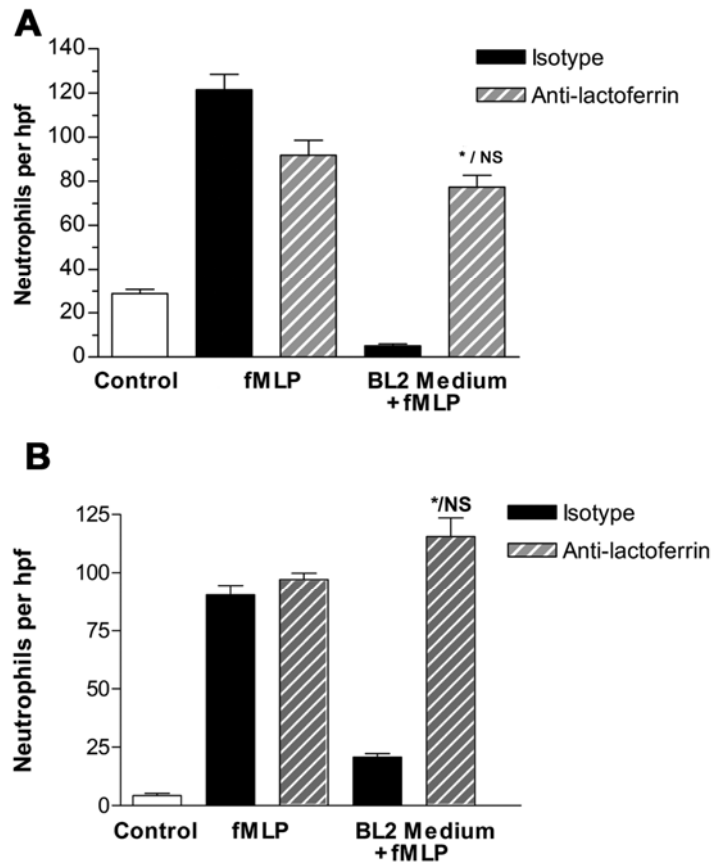 A
Neutrophils per hpf
140
120
100
80
60
40
20
0
Isotype
Anti-lactoferrin
* / NS
Control
fMLP
BL2 Medium
+ fMLP
B
Neutrophils per hpf
125
100
75
50
25
0
Isotype
Anti-lactoferrin
*/NS
Control
fMLP
BL2 Medium
+ fMLP